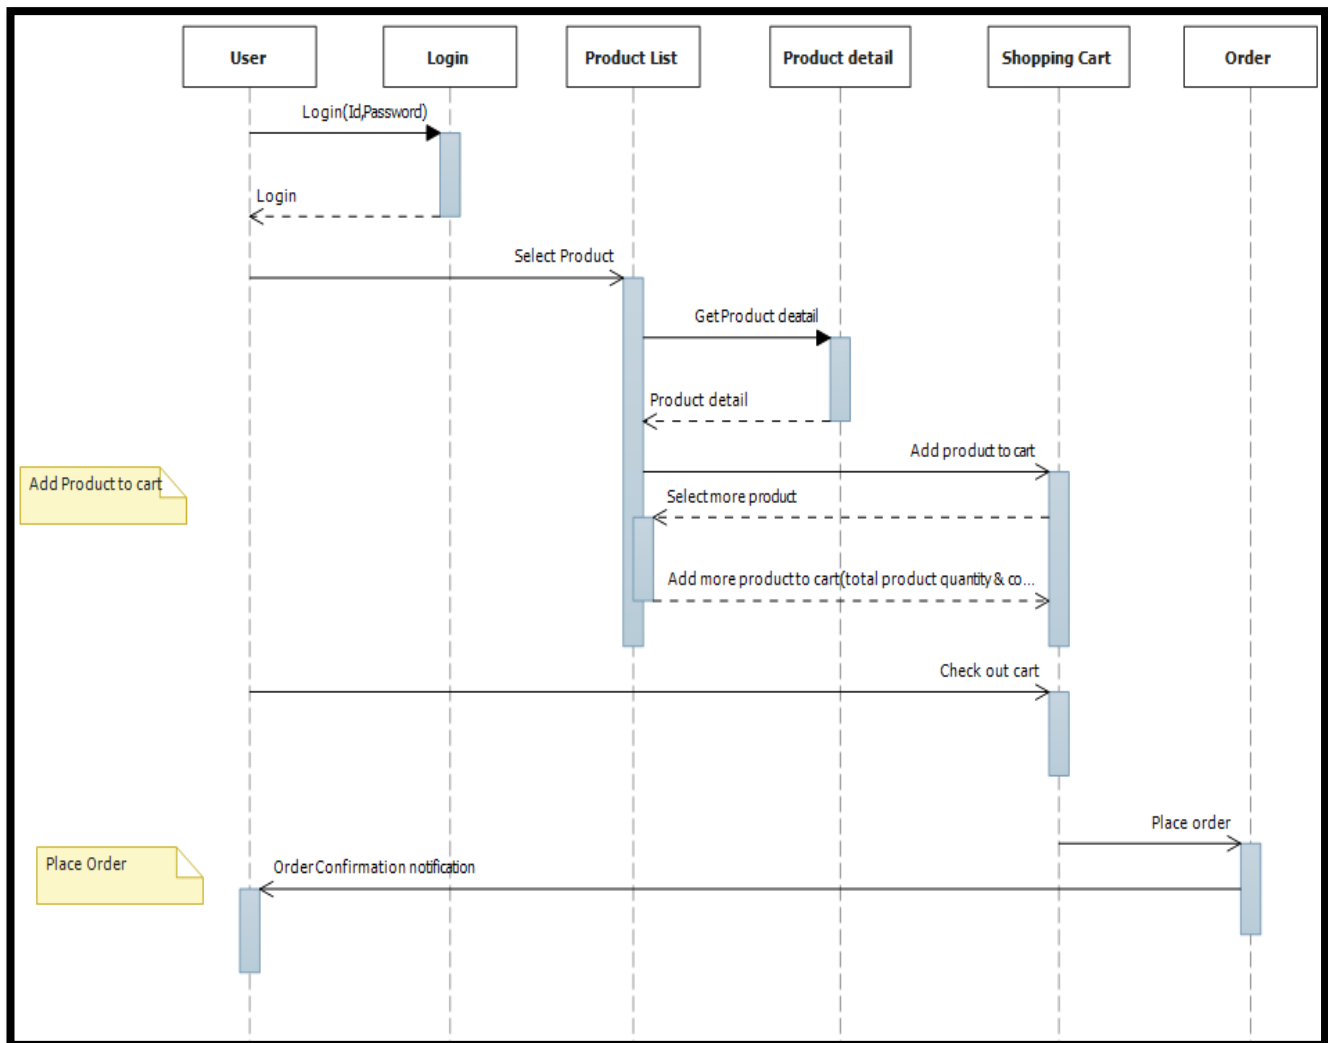 User
Login
Product List
Product detail
Shopping Cart
Order
Login(Id,Password)
Login
Select Product
Get Product deatail
Product detail
Add product to cart
Add Product to cart
Select more product
Add more product to cart(total product quantity & co...
Check out cart
Place order
Place Order
Order Confirmation notification